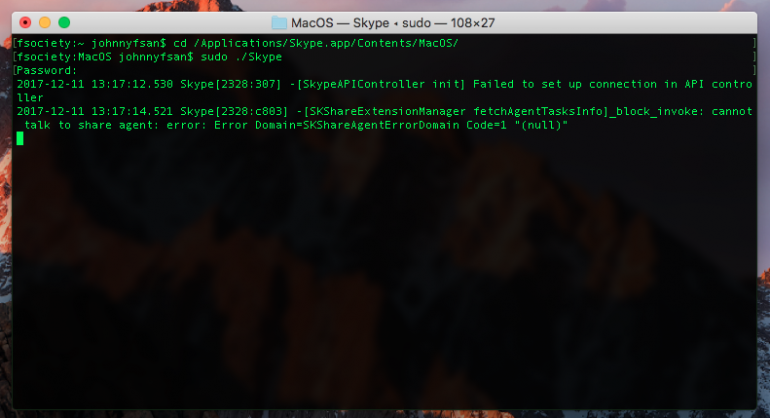 MacOS — Skype ◂ sudo — 108×27
[fsociety:~ johnnyfsan$ cd /Applications/Skype.app/Contents/MacOS/ ]
[fsociety:MacOS johnnyfsan$ sudo ./Skype ]
[Password: ]
2017-12-11 13:17:12.530 Skype[2328:307] -[SkypeAPIController init] Failed to set up connection in API contro
ller
2017-12-11 13:17:14.521 Skype[2328:c803] -[SKShareExtensionManager fetchAgentTasksInfo]_block_invoke: cannot
 talk to share agent: error: Error Domain=SKShareAgentErrorDomain Code=1 "(null)"